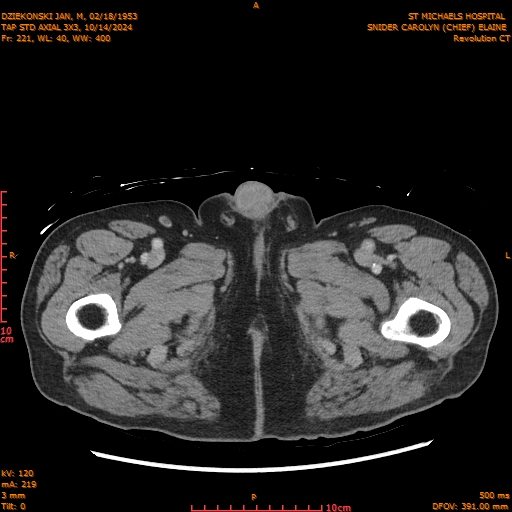 DZIEKONSKI JAN, M, 02/18/1953
TAP STD AXIAL 3X3, 10/14/2024
Fr: 221, WL: 40, WW: 400
A
ST MICHAELS HOSPITAL
SNIDER CAROLYN (CHIEF) ELAINE
Revolution CT
R
L
10
cm
kV: 120
mA: 219
3 mm
Tilt: 0
P
10cm
500 ms
DFOV: 391.00 mm